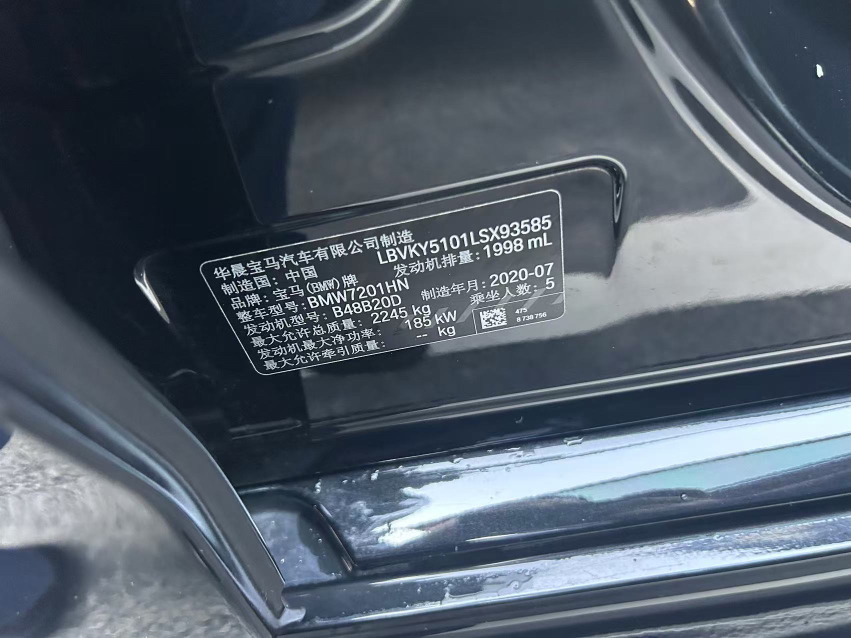 华晨宝马汽车有限公司制造 LBVKY5101LSX93585
制造国: 中国 发动机排量: 1998 mL
品牌: 宝马(BMW)牌
整车型号: BMW7201HN 制造年月: 2020-07
发动机型号: B48B20D 乘坐人数: 5
最大允许总质量: 2245 kg
发动机最大净功率: 185 kW
最大允许牵引质量: -- kg
475
8 738 756